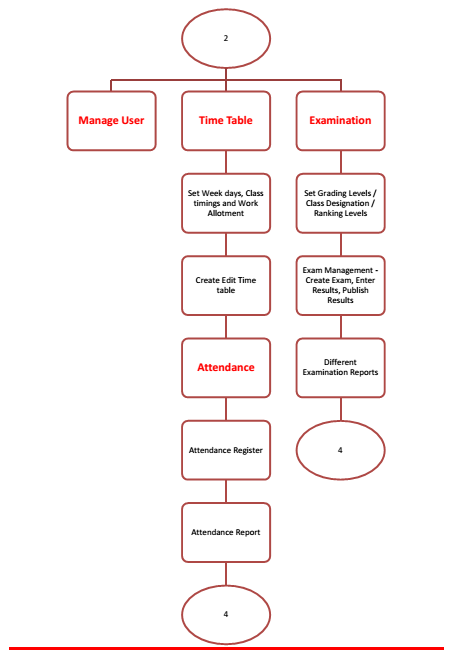 2
Manage User
Time Table
Examination
Set Week days, Class
timings and Work
Allotment
Set Grading Levels /
Class Designation /
Ranking Levels
Create Edit Time
table
Exam Management -
Create Exam, Enter
Results, Publish
Results
Attendance
Different
Examination Reports
Attendance Register
4
Attendance Report
4